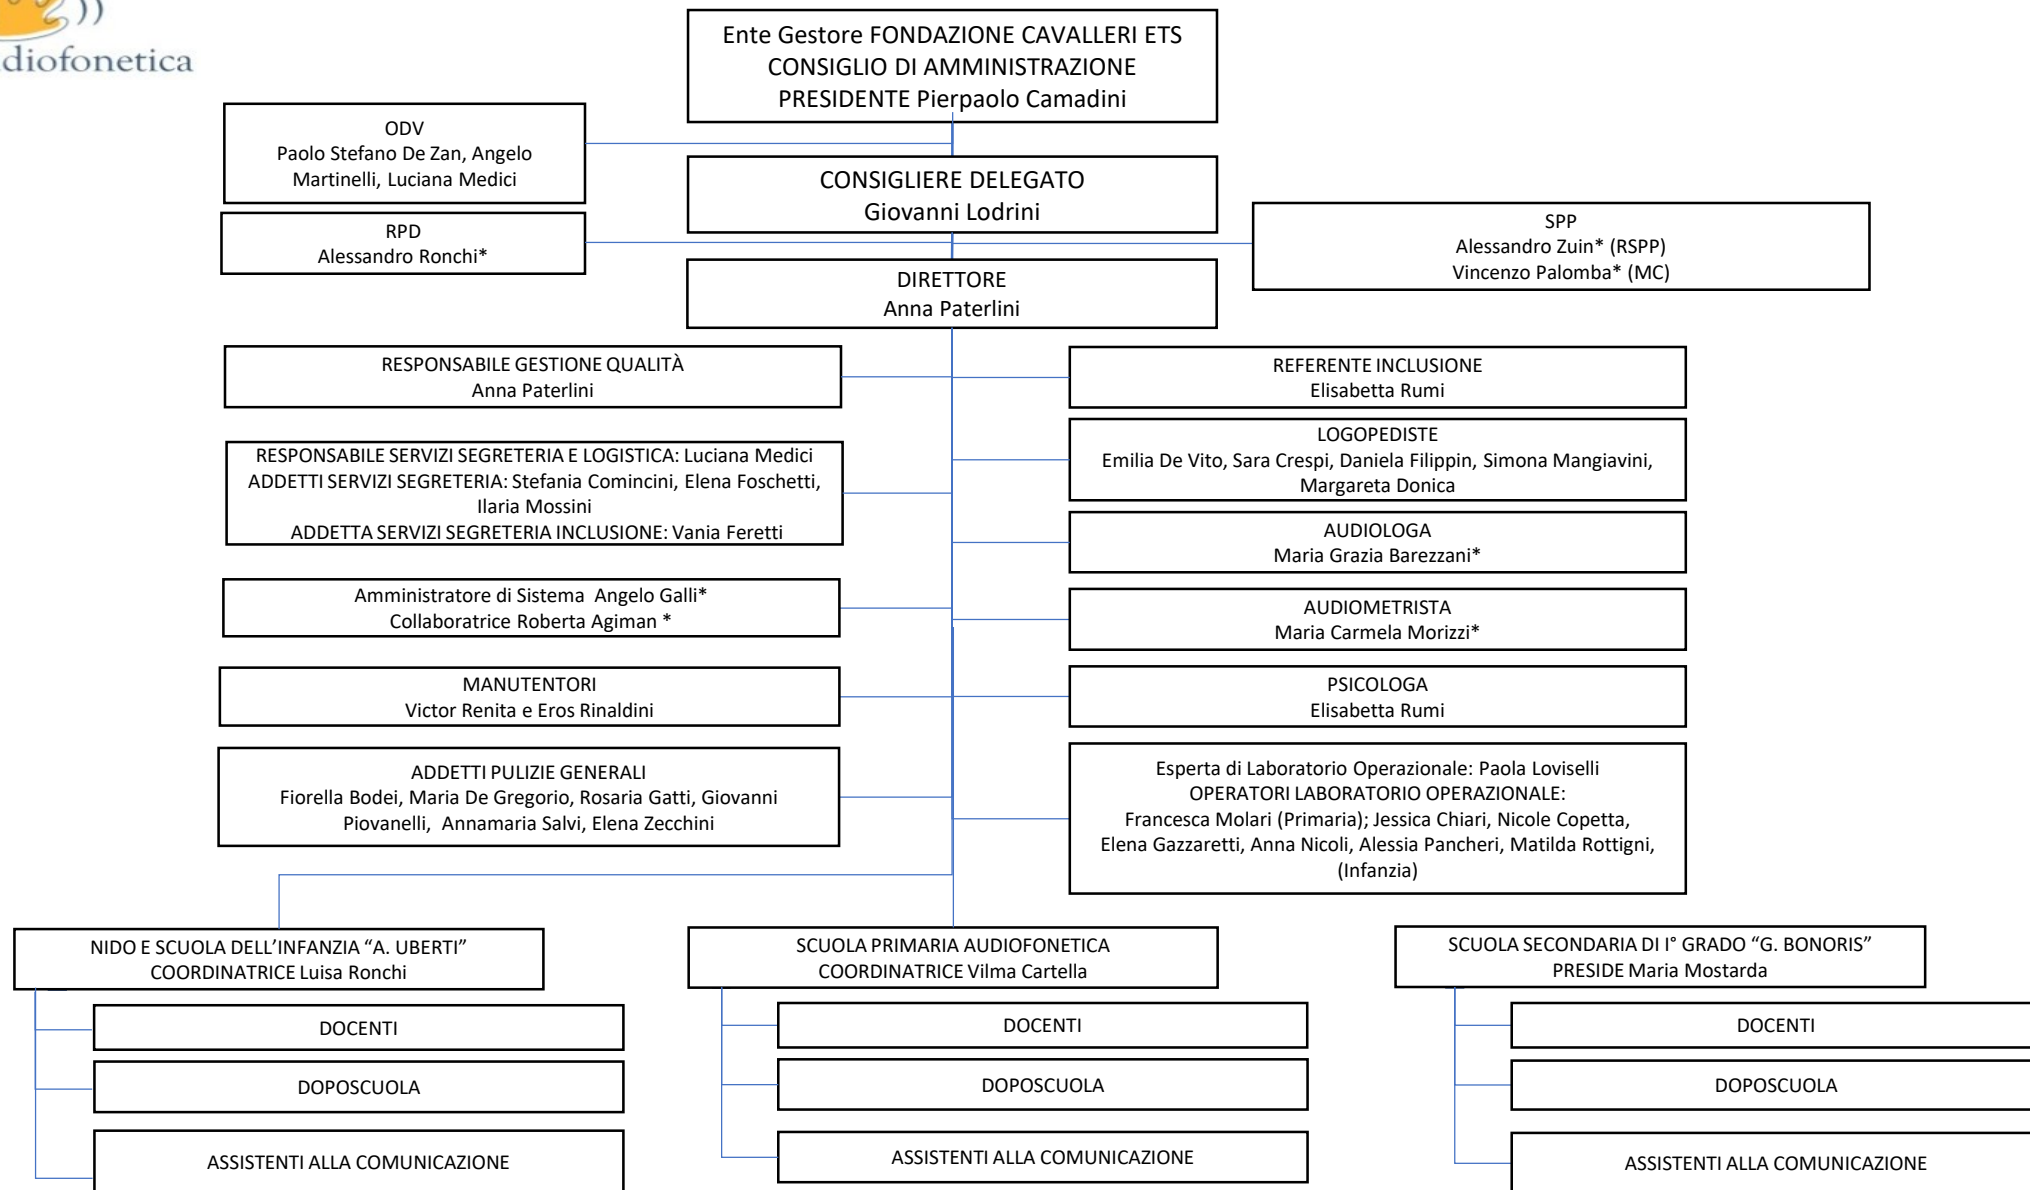 diofonetica
Ente Gestore FONDAZIONE CAVALLERI ETS
CONSIGLIO DI AMMINISTRAZIONE
PRESIDENTE Pierpaolo Camadini
ODV
Paolo Stefano De Zan, Angelo
Martinelli, Luciana Medici
CONSIGLIERE DELEGATO
Giovanni Lodrini
RPD
Alessandro Ronchi*
SPP
Alessandro Zuin* (RSPP)
Vincenzo Palomba* (MC)
DIRETTORE
Anna Paterlini
RESPONSABILE GESTIONE QUALITÀ
Anna Paterlini
REFERENTE INCLUSIONE
Elisabetta Rumi
RESPONSABILE SERVIZI SEGRETERIA E LOGISTICA: Luciana Medici
ADDETTI SERVIZI SEGRETERIA: Stefania Comincini, Elena Foschetti,
Ilaria Mossini
ADDETTA SERVIZI SEGRETERIA INCLUSIONE: Vania Feretti
LOGOPEDISTE
Emilia De Vito, Sara Crespi, Daniela Filippin, Simona Mangiavini,
Margareta Donica
AUDIOLOGA
Maria Grazia Barezzani*
Amministratore di Sistema Angelo Galli*
Collaboratrice Roberta Agiman *
AUDIOMETRISTA
Maria Carmela Morizzi*
MANUTENTORI
Victor Renita e Eros Rinaldini
PSICOLOGA
Elisabetta Rumi
ADDETTI PULIZIE GENERALI
Fiorella Bodei, Maria De Gregorio, Rosaria Gatti, Giovanni
Piovanelli, Annamaria Salvi, Elena Zecchini
Esperta di Laboratorio Operazionale: Paola Loviselli
OPERATORI LABORATORIO OPERAZIONALE:
Francesca Molari (Primaria); Jessica Chiari, Nicole Copetta,
Elena Gazzaretti, Anna Nicoli, Alessia Pancheri, Matilda Rottigni,
(Infanzia)
NIDO E SCUOLA DELL’INFANZIA “A. UBERTI”
COORDINATRICE Luisa Ronchi
DOCENTI
DOPOSCUOLA
ASSISTENTI ALLA COMUNICAZIONE
SCUOLA PRIMARIA AUDIOFONETICA
COORDINATRICE Vilma Cartella
DOCENTI
DOPOSCUOLA
ASSISTENTI ALLA COMUNICAZIONE
SCUOLA SECONDARIA DI I° GRADO “G. BONORIS”
PRESIDE Maria Mostarda
DOCENTI
DOPOSCUOLA
ASSISTENTI ALLA COMUNICAZIONE